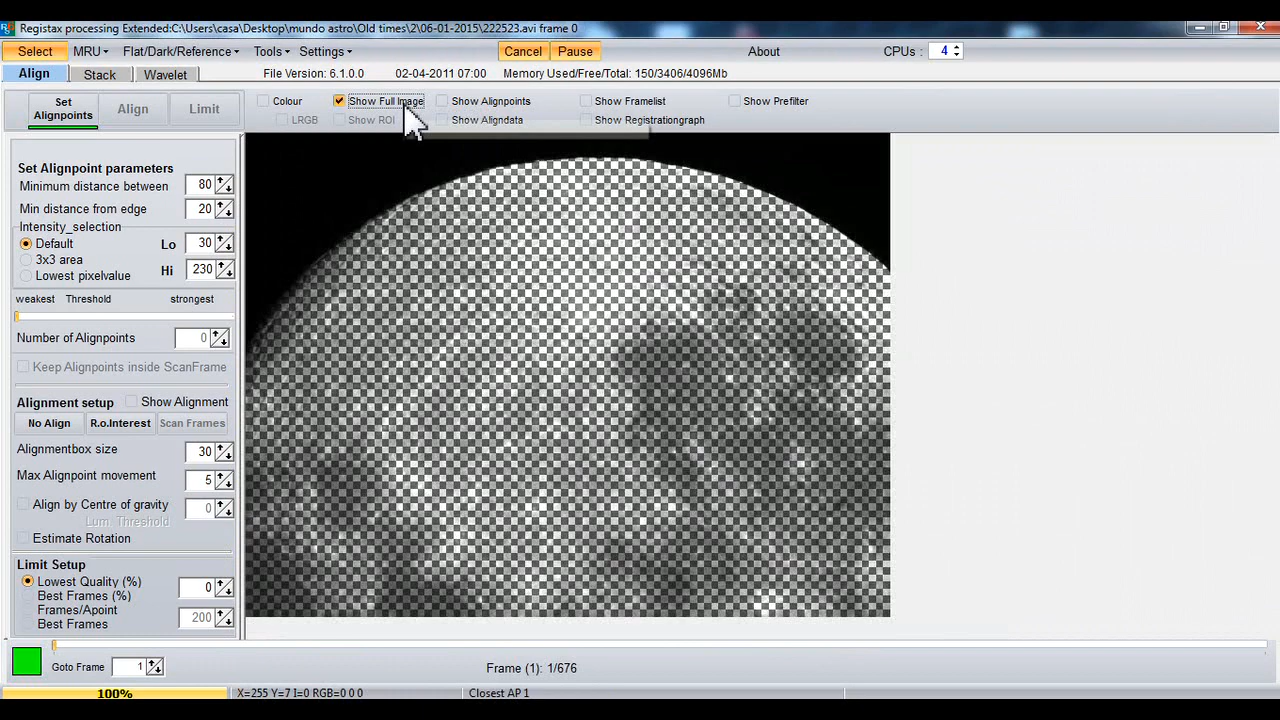 Registax processing Extended:C:\Users\casa\Desktop\mundo astro\Old times\2\06-01-2015\222523.avi frame 0
Select MRU Flat/Dark/Reference Tools Settings Cancel Pause About CPUs: 4
Align Stack Wavelet File Version: 6.1.0.0 02-04-2011 07:00 Memory Used/Free/Total: 150/3406/4096Mb
Set Alignpoints Align Limit
Colour Show Full Image Show Alignpoints Show Framelist Show Prefilter
LRGB Show ROI Show Aligndata Show Registrationgraph
Set Alignpoint parameters
Minimum distance between 80
Min distance from edge 20
Intensity_selection
Default Lo 30
3x3 area
Lowest pixelvalue Hi 230
weakest Threshold strongest
Number of Alignpoints 0
Keep Alignpoints inside ScanFrame
Alignment setup Show Alignment
No Align R.o.Interest Scan Frames
Alignmentbox size 30
Max Alignpoint movement 5
Align by Centre of gravity 0
Lum. Threshold
Estimate Rotation
Limit Setup
Lowest Quality (%) 0
Best Frames (%)
Frames/Apoint 200
Best Frames
Goto Frame 1 Frame (1): 1/676
100% X=255 Y=7 I=0 RGB=0 0 0 Closest AP 1